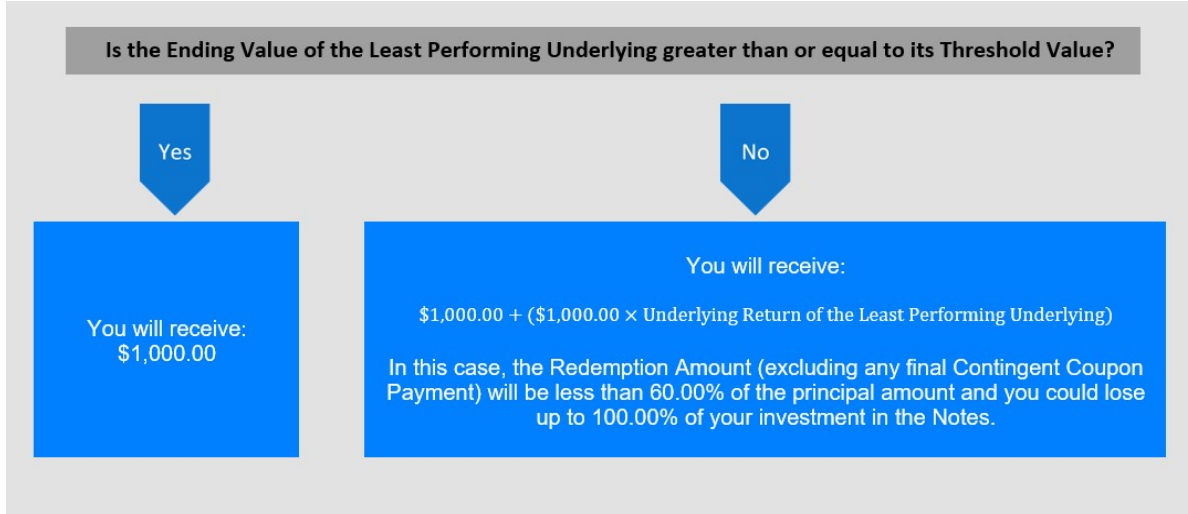 Is the Ending Value of the Least Performing Underlying greater than or equal to its Threshold Value?
Yes
No
You will receive:
$1,000.00
You will receive:
$1,000.00 + ($1,000.00 × Underlying Return of the Least Performing Underlying)
In this case, the Redemption Amount (excluding any final Contingent Coupon
Payment) will be less than 60.00% of the principal amount and you could lose
up to 100.00% of your investment in the Notes.